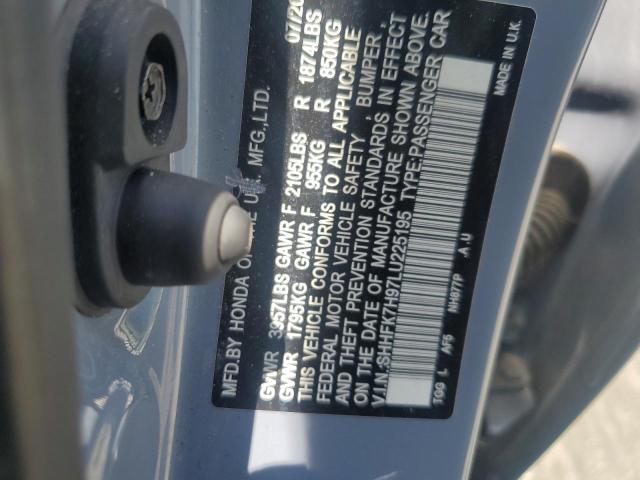 MFD.BY HONDA OF THE U.K. MFG.,LTD. 07/20
GVWR 3957LBS GAWR F 2105LBS R 1874LBS
GVWR 1795KG GAWR F 955KG R 850KG
THIS VEHICLE CONFORMS TO ALL APPLICABLE
FEDERAL MOTOR VEHICLE SAFETY , BUMPER ,
AND THEFT PREVENTION STANDARDS IN EFFECT
ON THE DATE OF MANUFACTURE SHOWN ABOVE.
V.I.N:SHHFK7H97LU225195 TYPE:PASSENGER CAR
TGG L AF5 NH877P A.U
MADE IN U.K.